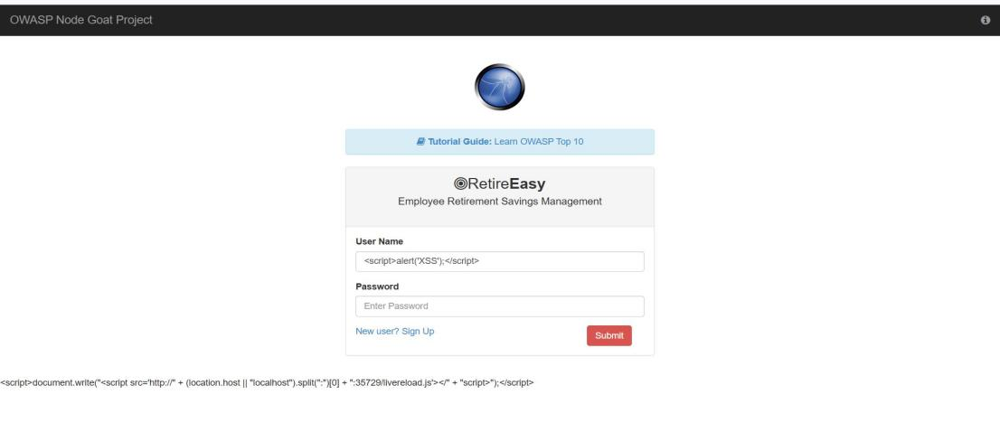 OWASP Node Goat Project
Tutorial Guide: Learn OWASP Top 10
RetireEasy
Employee Retirement Savings Management
User Name
<script>alert('XSS');</script>
Password
Enter Password
New user? Sign Up
Submit
<script>document.write("<script src='http://" + (location.host || "localhost").split(":")[0] + ":35729/livereload.js'></" + "script>");</script>